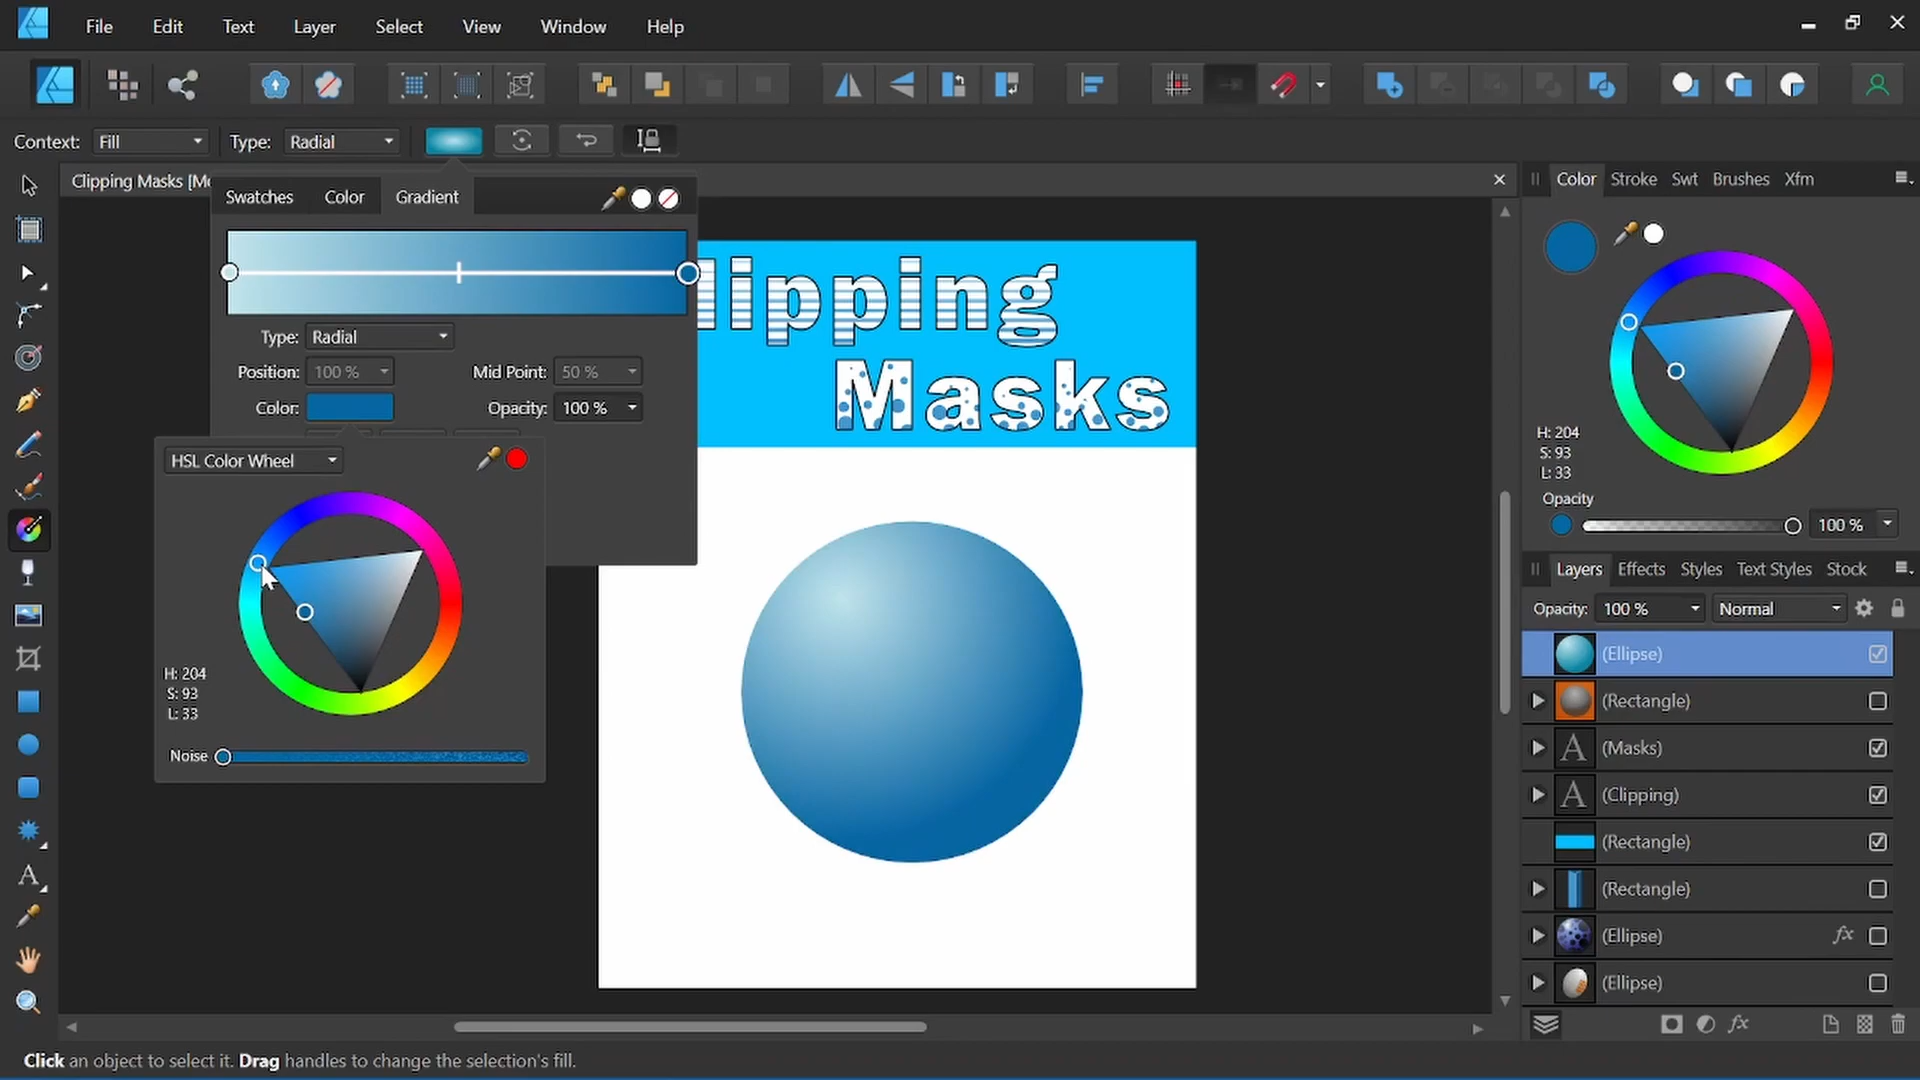 File Edit Text Layer Select View Window Help
Context: Fill Type: Radial
Clipping Masks [Mo
Swatches Color Gradient
Type: Radial
Position: 100 % Mid Point: 50 %
Color: Opacity: 100 %
HSL Color Wheel
H: 204
S: 93
L: 33
Noise
lipping
Masks
Color Stroke Swt Brushes Xfm
H: 204
S: 93
L: 33
Opacity
100 %
Layers Effects Styles Text Styles Stock
Opacity: 100 % Normal
(Ellipse)
(Rectangle)
A (Masks)
A (Clipping)
(Rectangle)
(Rectangle)
(Ellipse) fx
(Ellipse)
fx
A
Click an object to select it. Drag handles to change the selection's fill.